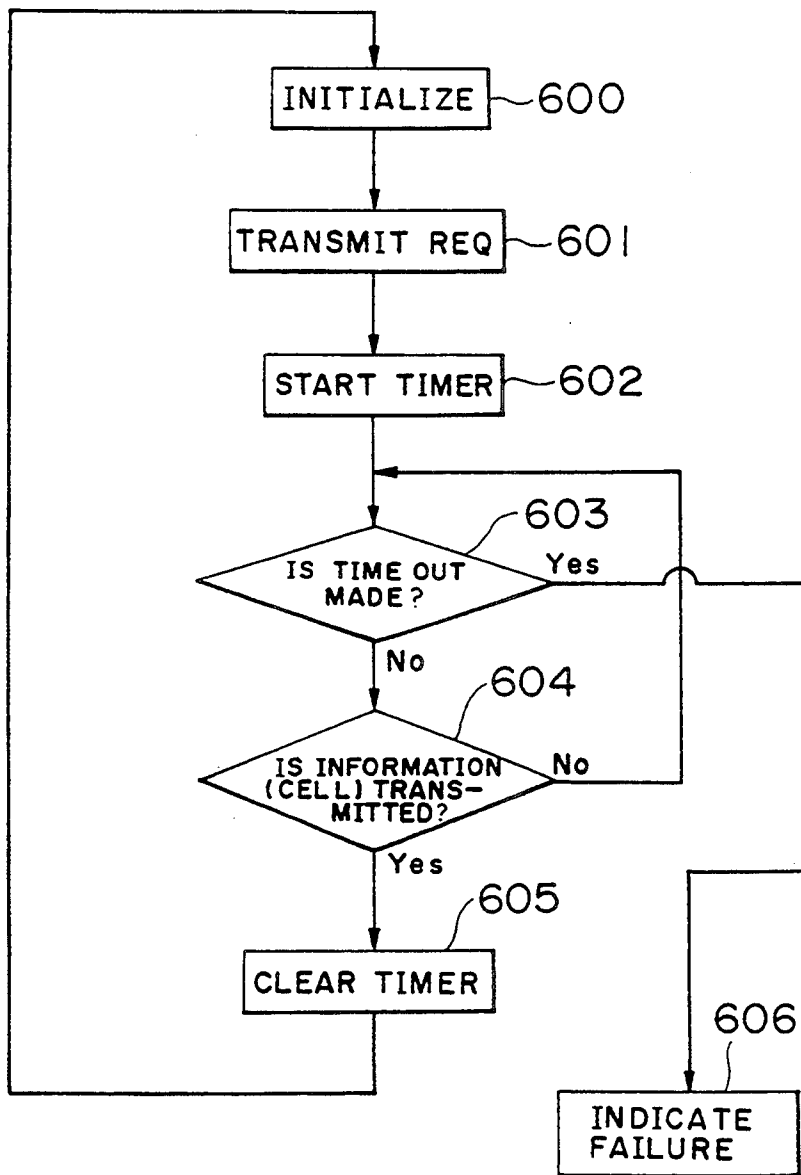 INITIALIZE
600
TRANSMIT REQ
601
START TIMER
602
603
IS TIME OUT
MADE?
Yes
No
604
IS INFORMATION
(CELL) TRANS-
MITTED?
No
Yes
605
CLEAR TIMER
606
INDICATE
FAILURE